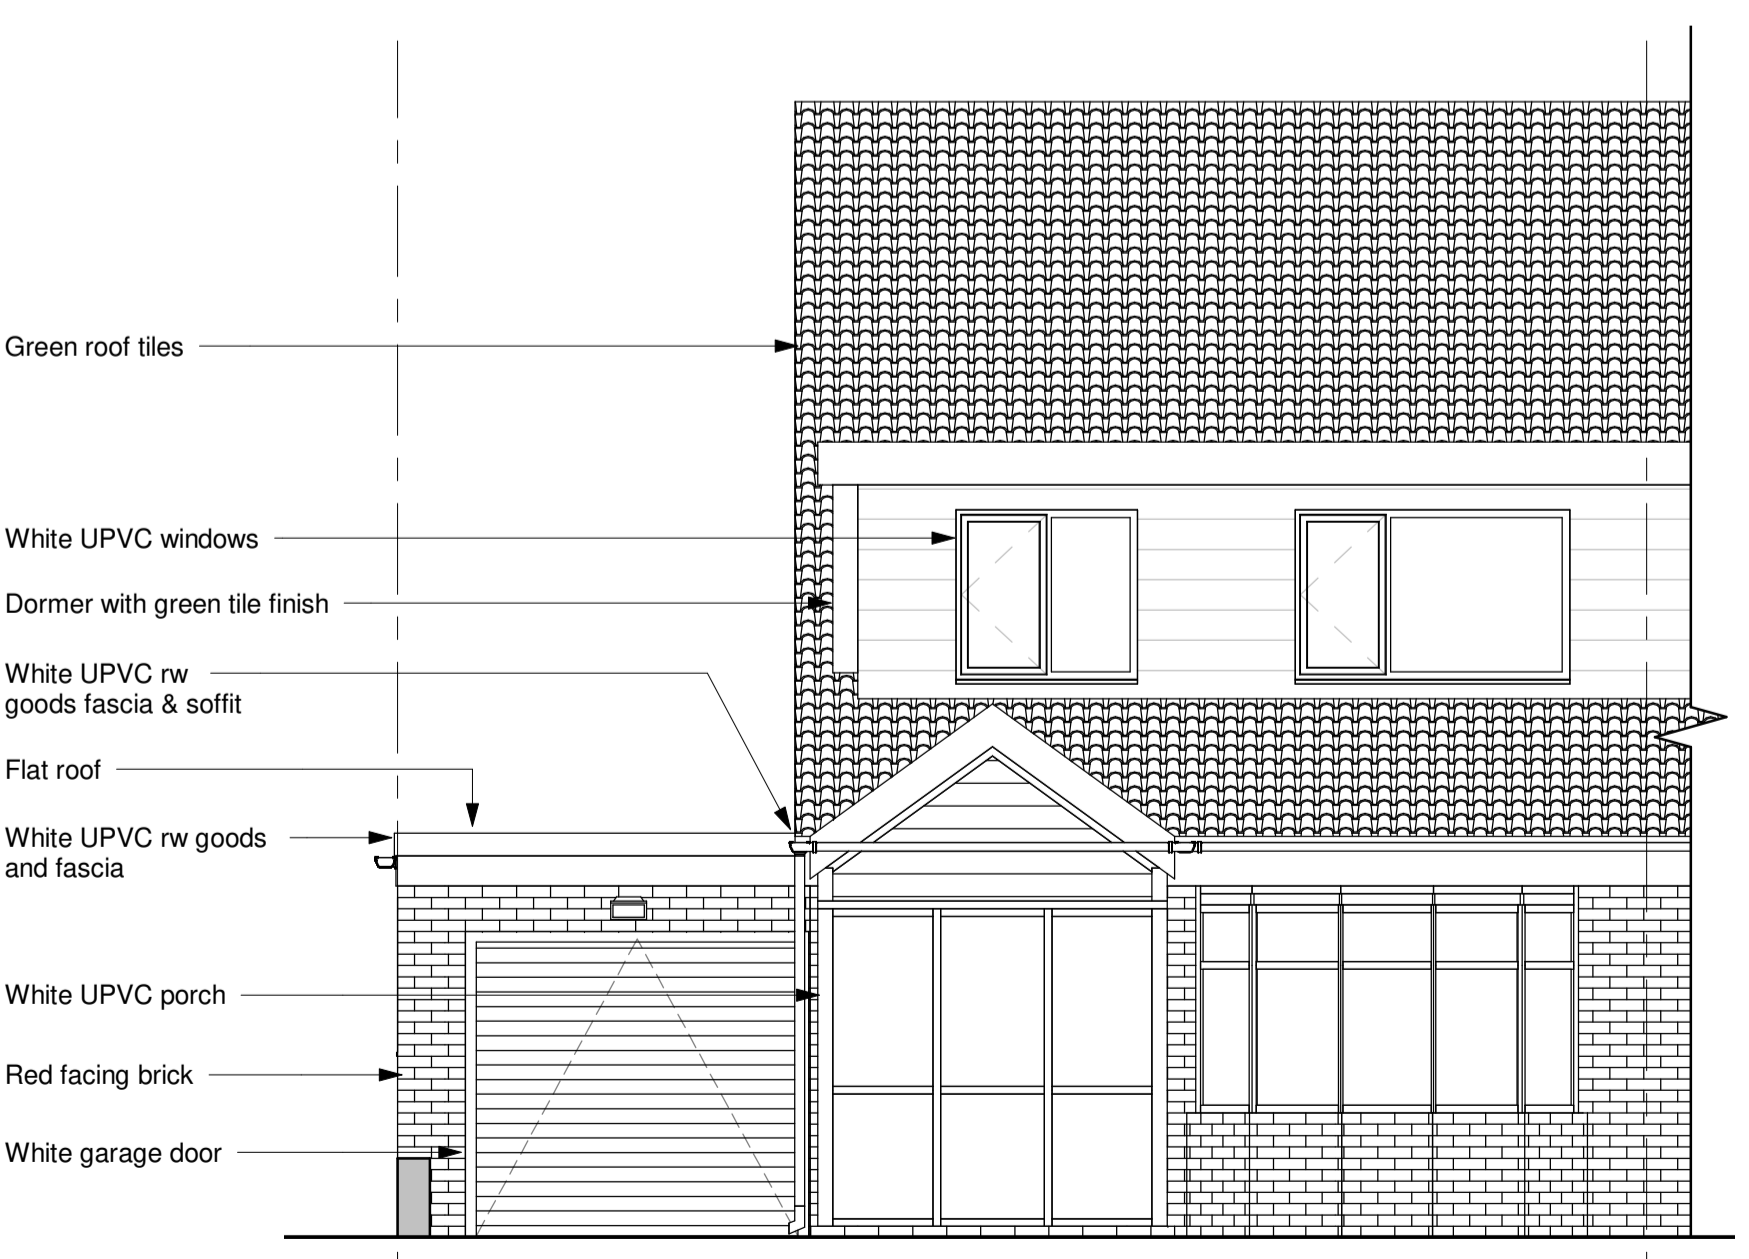 Green roof tiles
White UPVC windows
Dormer with green tile finish
White UPVC rw
goods fascia & soffit
Flat roof
White UPVC rw goods
and fascia
White UPVC porch
Red facing brick
White garage door